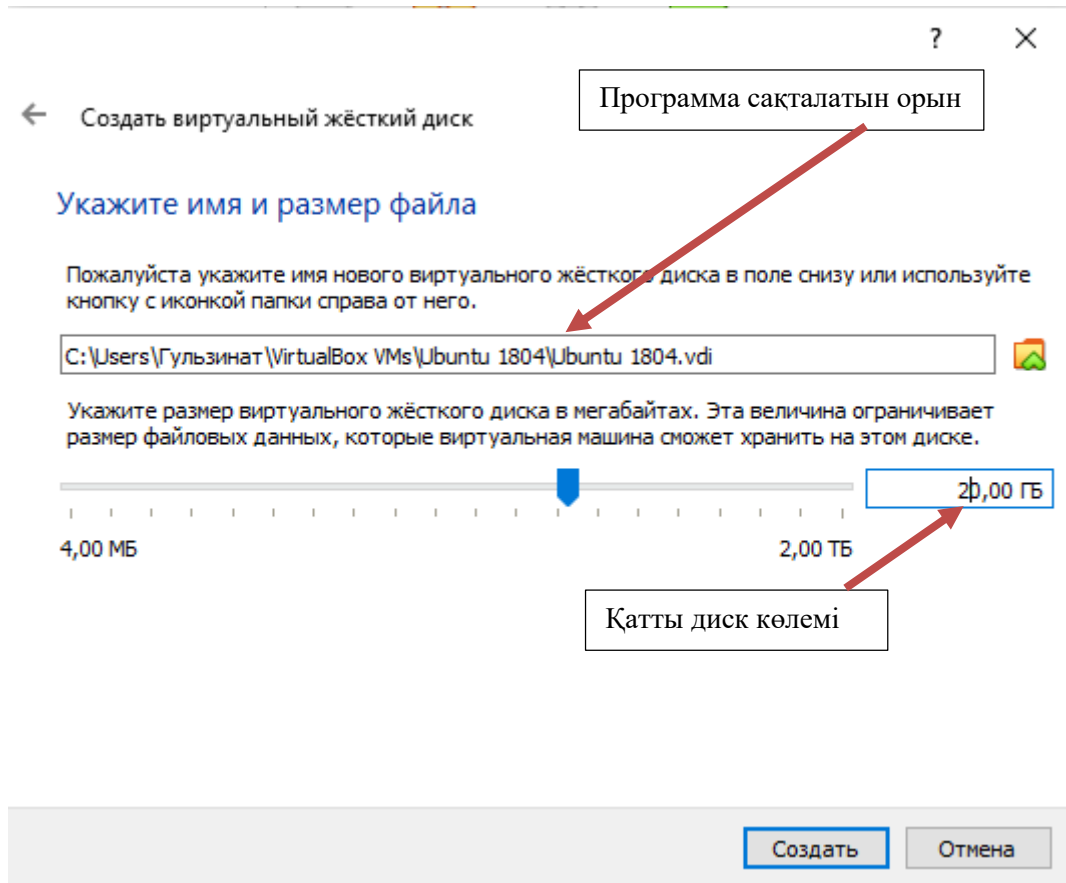 ?
Программа сақталатын орын
Создать виртуальный жёсткий диск
Укажите имя и размер файла
Пожалуйста укажите имя нового виртуального жёсткого диска в поле снизу или используйте
кнопку с иконкой папки справа от него.
C:\Users\Гульзинат\VirtualBox VMs\Ubuntu 1804\Ubuntu 1804.vdi
Укажите размер виртуального жёсткого диска в мегабайтах. Эта величина ограничивает
размер файловых данных, которые виртуальная машина сможет хранить на этом диске.
20,00 ГБ
4,00 МБ
2,00 ТБ
Қатты диск көлемі
Создать
Отмена